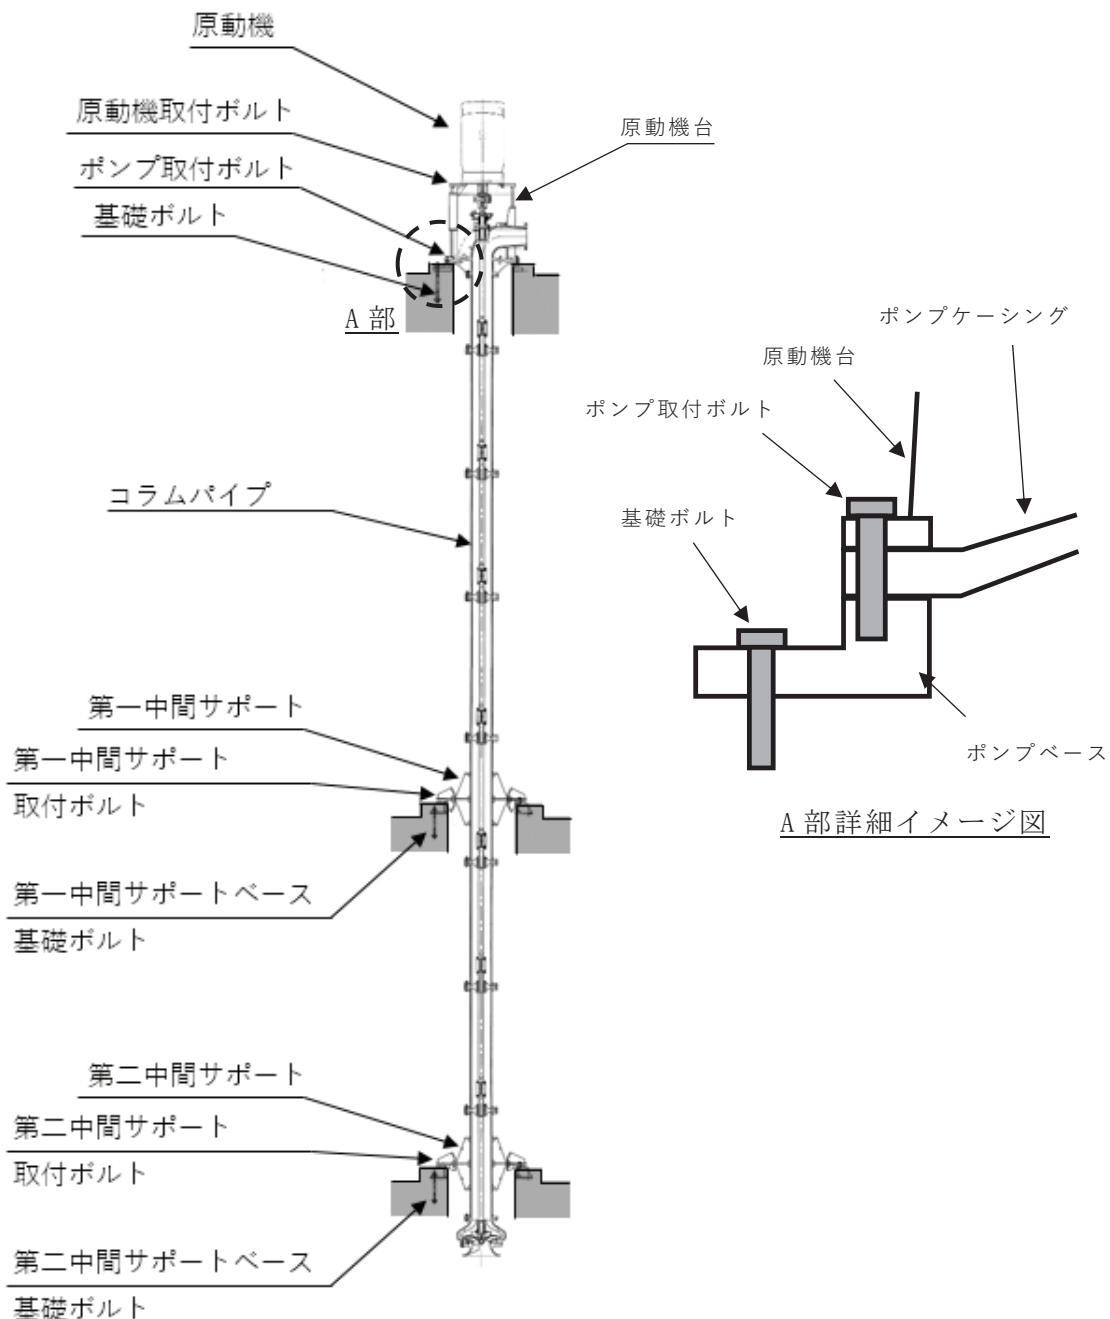 原動機
原動機取付ボルト
原動機台
ポンプ取付ボルト
基礎ボルト
A 部
ポンプケーシング
原動機台
ポンプ取付ボルト
コラムパイプ
基礎ボルト
第一中間サポート
第一中間サポート
取付ボルト
ポンプベース
A 部詳細イメージ図
第一中間サポートベース
基礎ボルト
第二中間サポート
第二中間サポート
取付ボルト
第二中間サポートベース
基礎ボルト